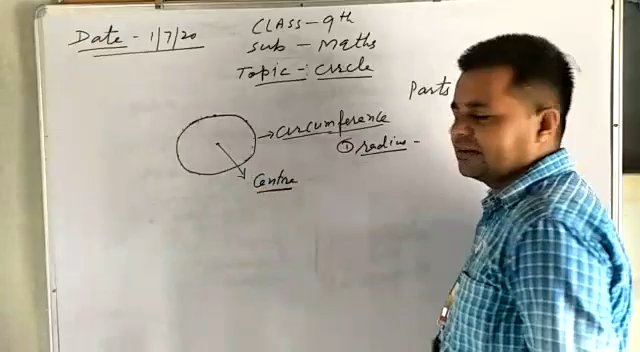 Date - 1/7/20
CLASS - 9th
Sub - Maths
Topic - : Circle
Parts
Circumference
① radius -
Centre